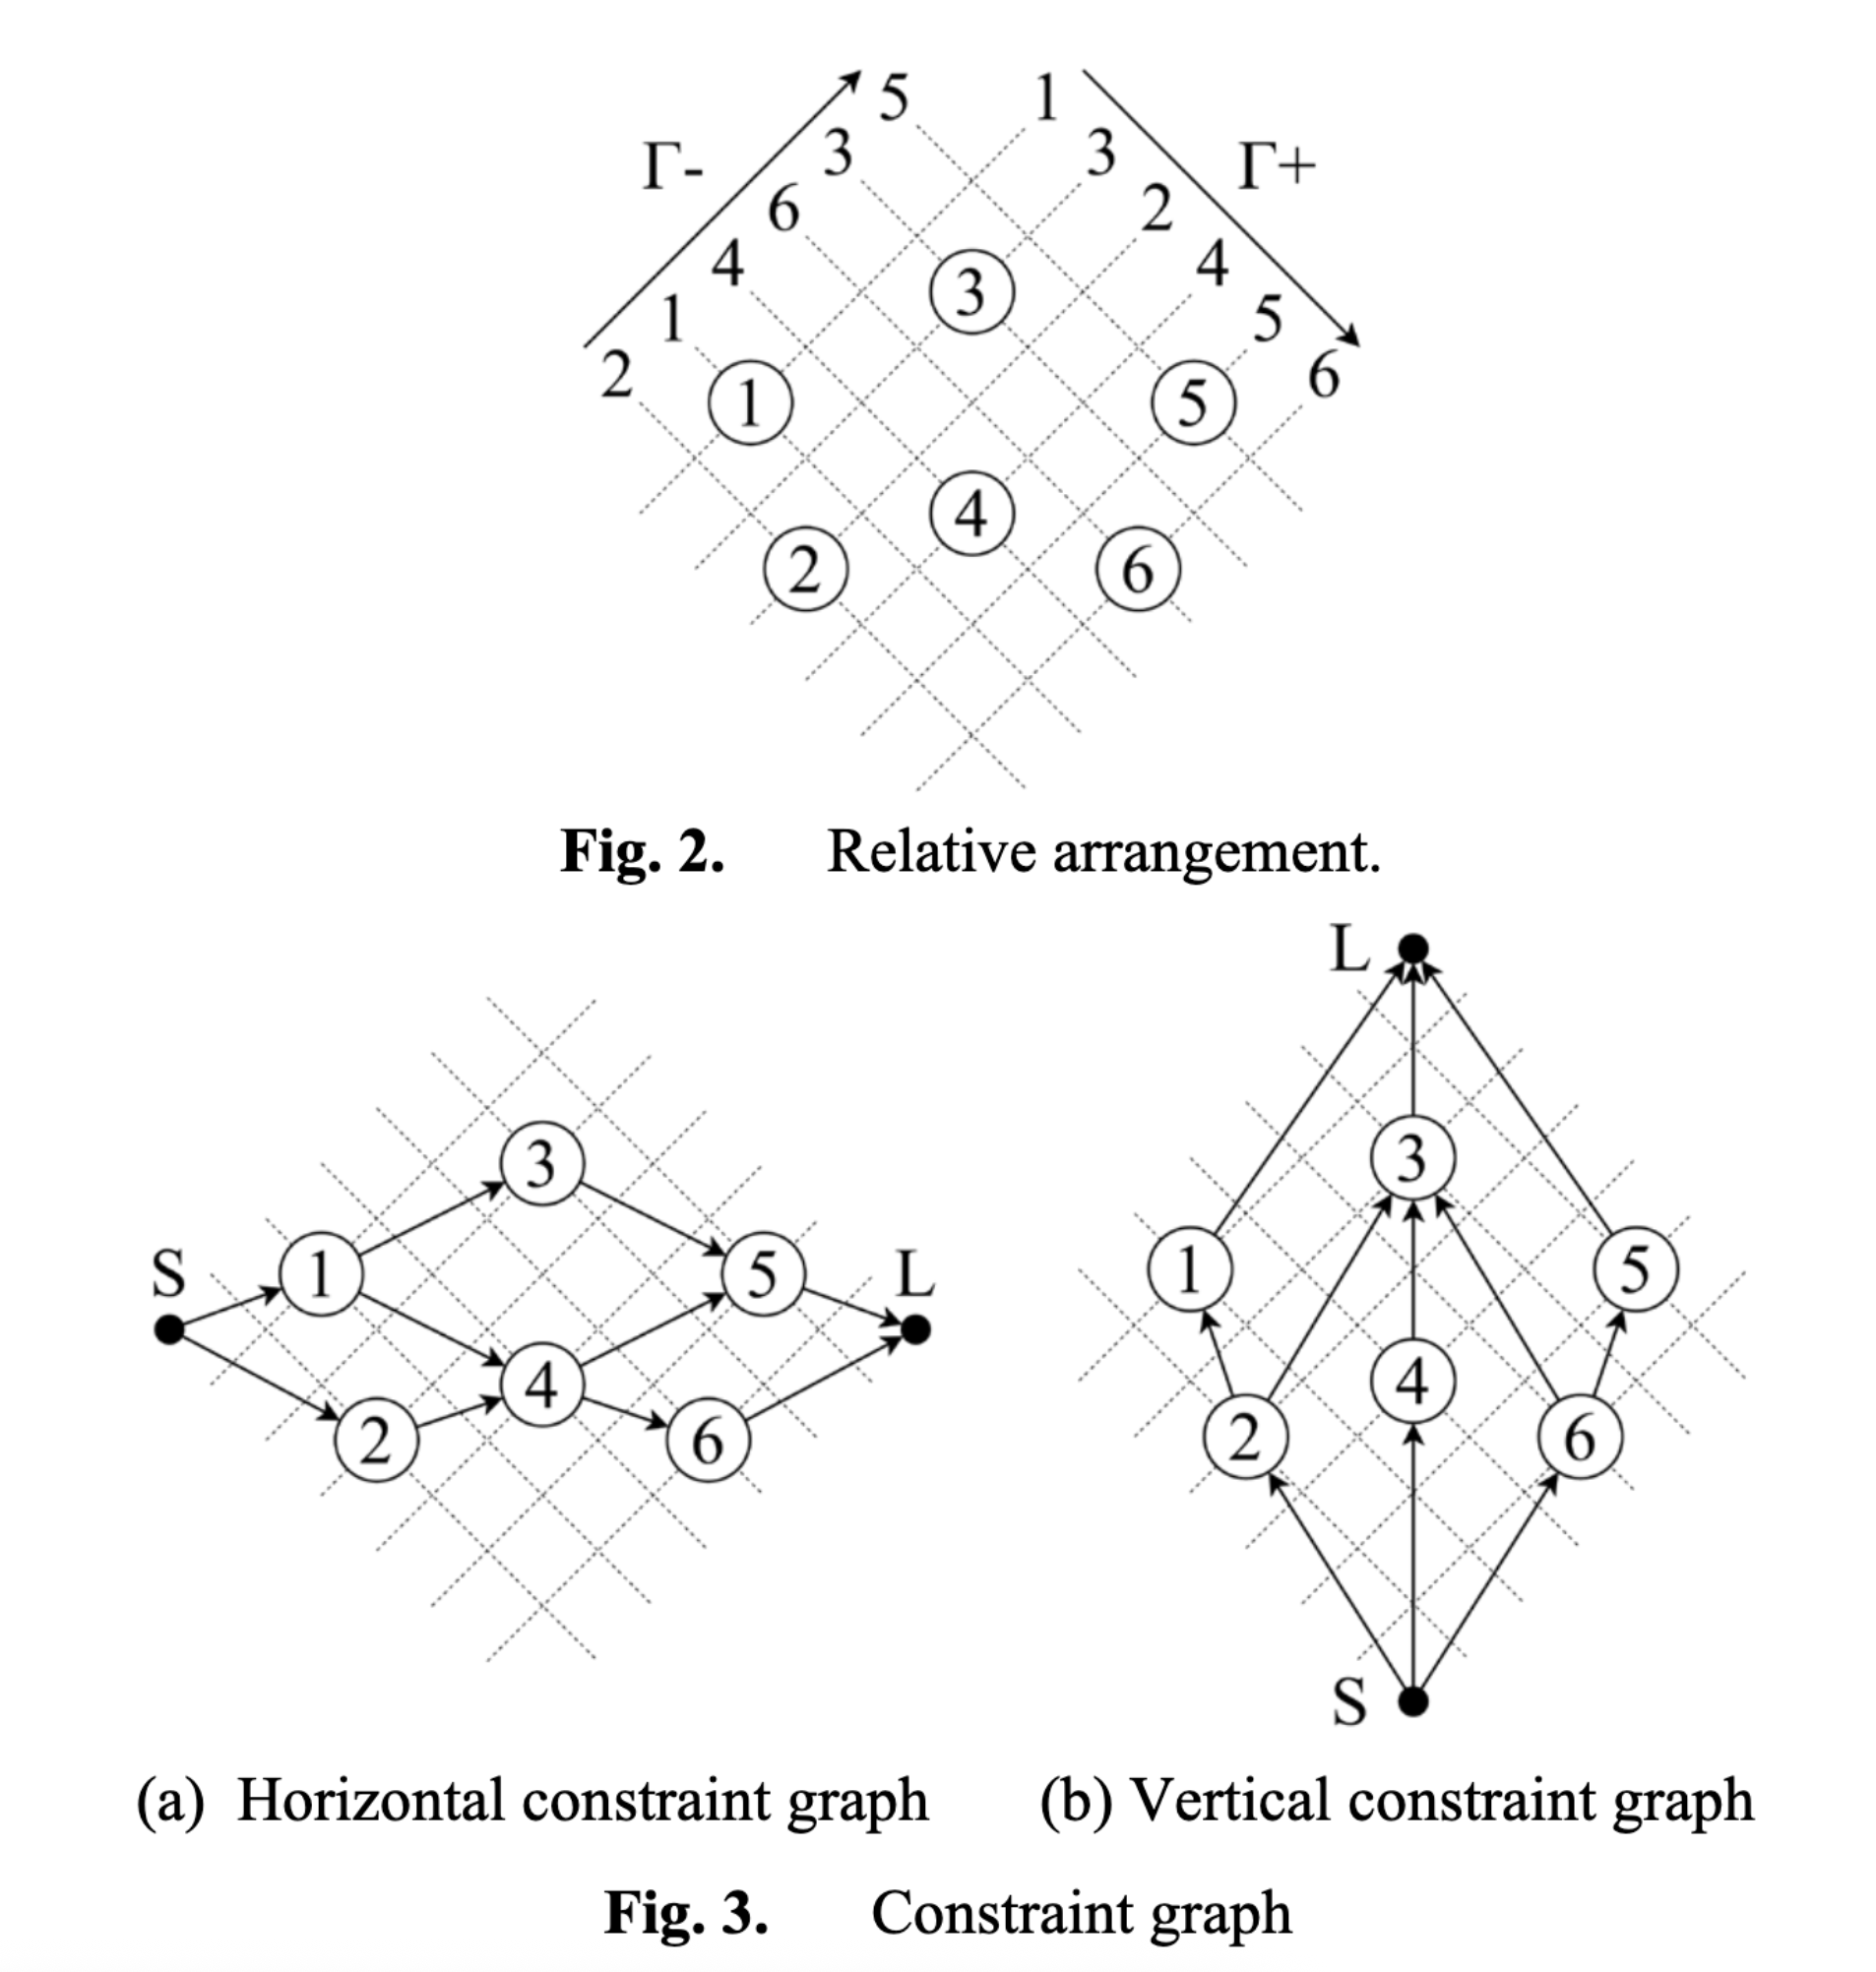 5 1
Γ- 3 3 Γ+
6 2
4 4
1 5
2 6
3
1 5
4
2 6
Fig. 2. Relative arrangement.
L
3 3
S 1 5 L 1 5
4 4
2 6 2 6
S
(a) Horizontal constraint graph (b) Vertical constraint graph
Fig. 3. Constraint graph